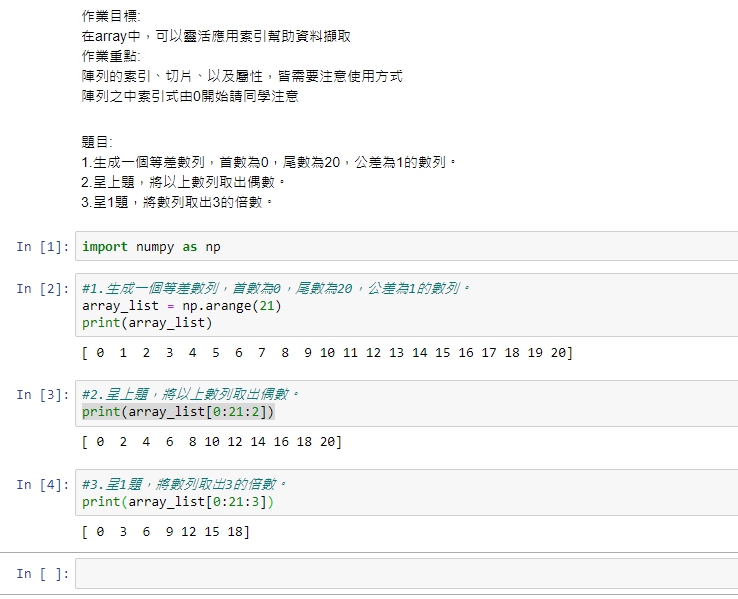 作業目標:
在array中，可以靈活應用索引幫助資料擷取
作業重點:
陣列的索引、切片、以及屬性，皆需要注意使用方式
陣列之中索引式由0開始請同學注意
題目:
1.生成一個等差數列，首數為0，尾數為20，公差為1的數列。
2.呈上題，將以上數列取出偶數。
3.呈1題，將數列取出3的倍數。
In [1]: import numpy as np
In [2]: #1.生成一個等差數列，首數為0，尾數為20，公差為1的數列。
array_list = np.arange(21)
print(array_list)
[ 0  1  2  3  4  5  6  7  8  9 10 11 12 13 14 15 16 17 18 19 20]
In [3]: #2.呈上題，將以上數列取出偶數。
print(array_list[0:21:2])
[ 0  2  4  6  8 10 12 14 16 18 20]
In [4]: #3.呈1題，將數列取出3的倍數。
print(array_list[0:21:3])
[ 0  3  6  9 12 15 18]
In [ ]: